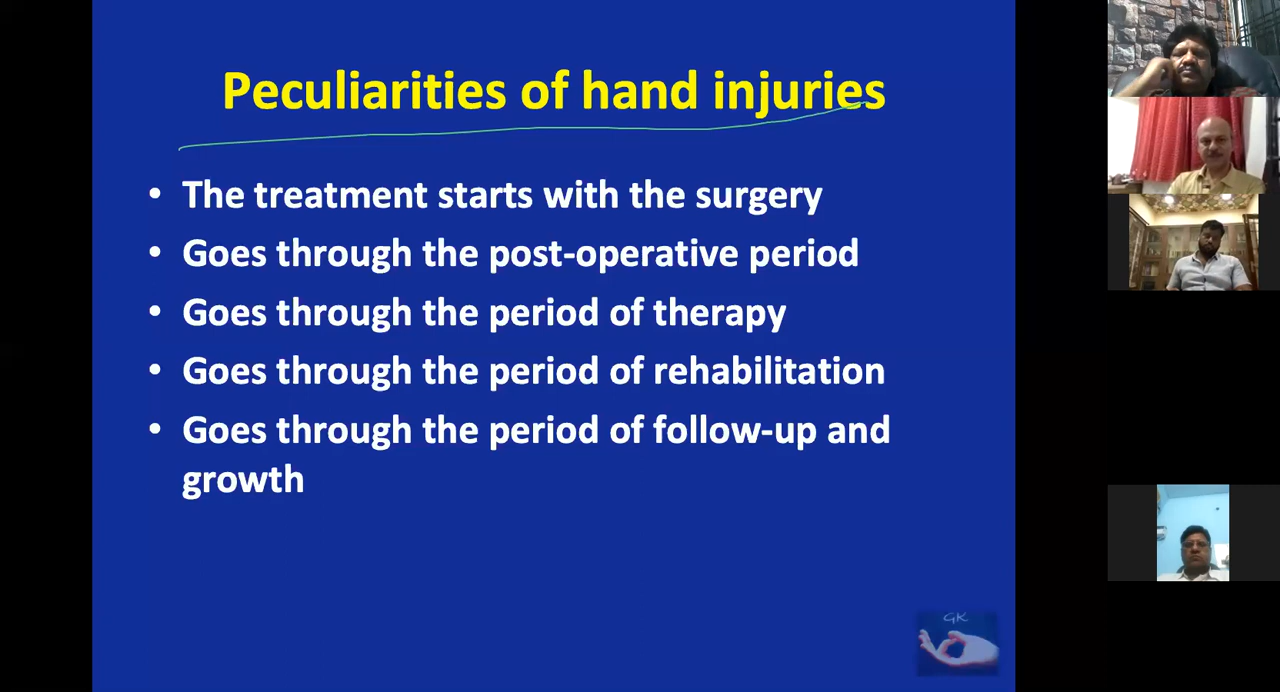 Peculiarities of hand injuries
• The treatment starts with the surgery
• Goes through the post-operative period
• Goes through the period of therapy
• Goes through the period of rehabilitation
• Goes through the period of follow-up and
growth
GK